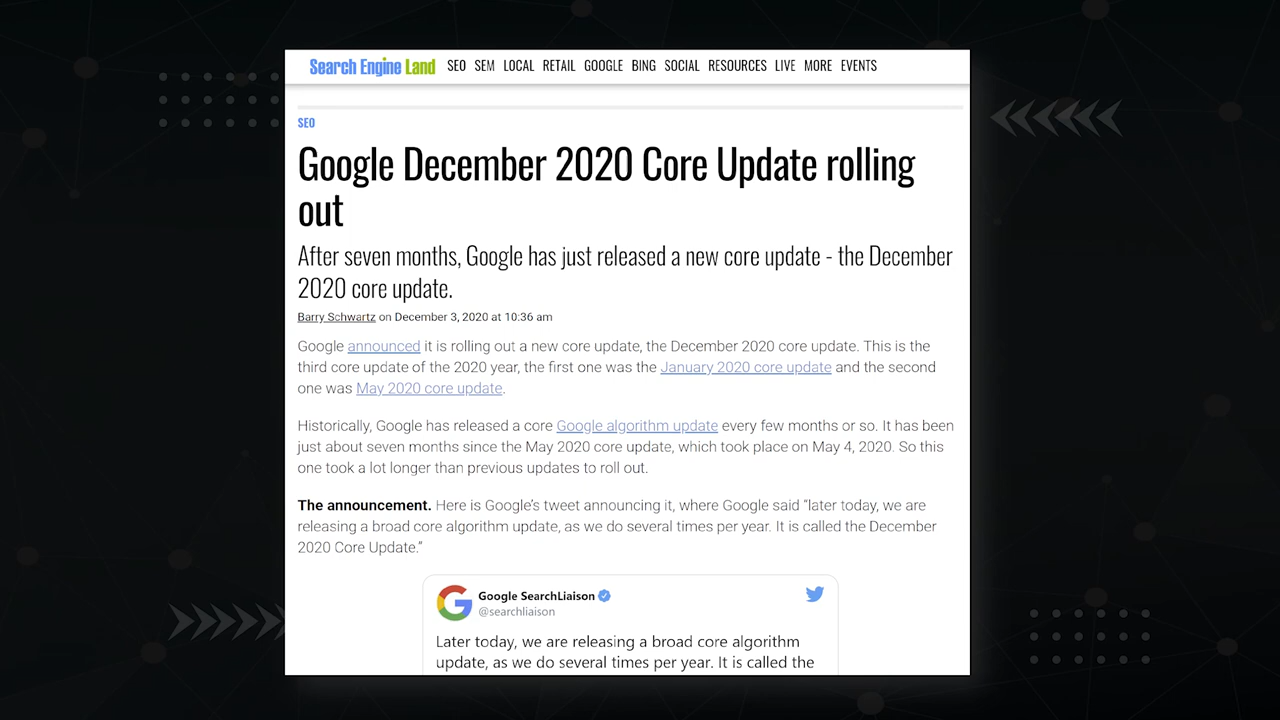 Search Engine Land SEO SEM LOCAL RETAIL GOOGLE BING SOCIAL RESOURCES LIVE MORE EVENTS
SEO
Google December 2020 Core Update rolling
out
After seven months, Google has just released a new core update - the December
2020 core update.
Barry Schwartz on December 3, 2020 at 10:36 am
Google announced it is rolling out a new core update, the December 2020 core update. This is the
third core update of the 2020 year, the first one was the January 2020 core update and the second
one was May 2020 core update.
Historically, Google has released a core Google algorithm update every few months or so. It has been
just about seven months since the May 2020 core update, which took place on May 4, 2020. So this
one took a lot longer than previous updates to roll out.
The announcement. Here is Google’s tweet announcing it, where Google said “later today, we are
releasing a broad core algorithm update, as we do several times per year. It is called the December
2020 Core Update.”
Google SearchLiaison
@searchliaison
Later today, we are releasing a broad core algorithm
update, as we do several times per year. It is called the